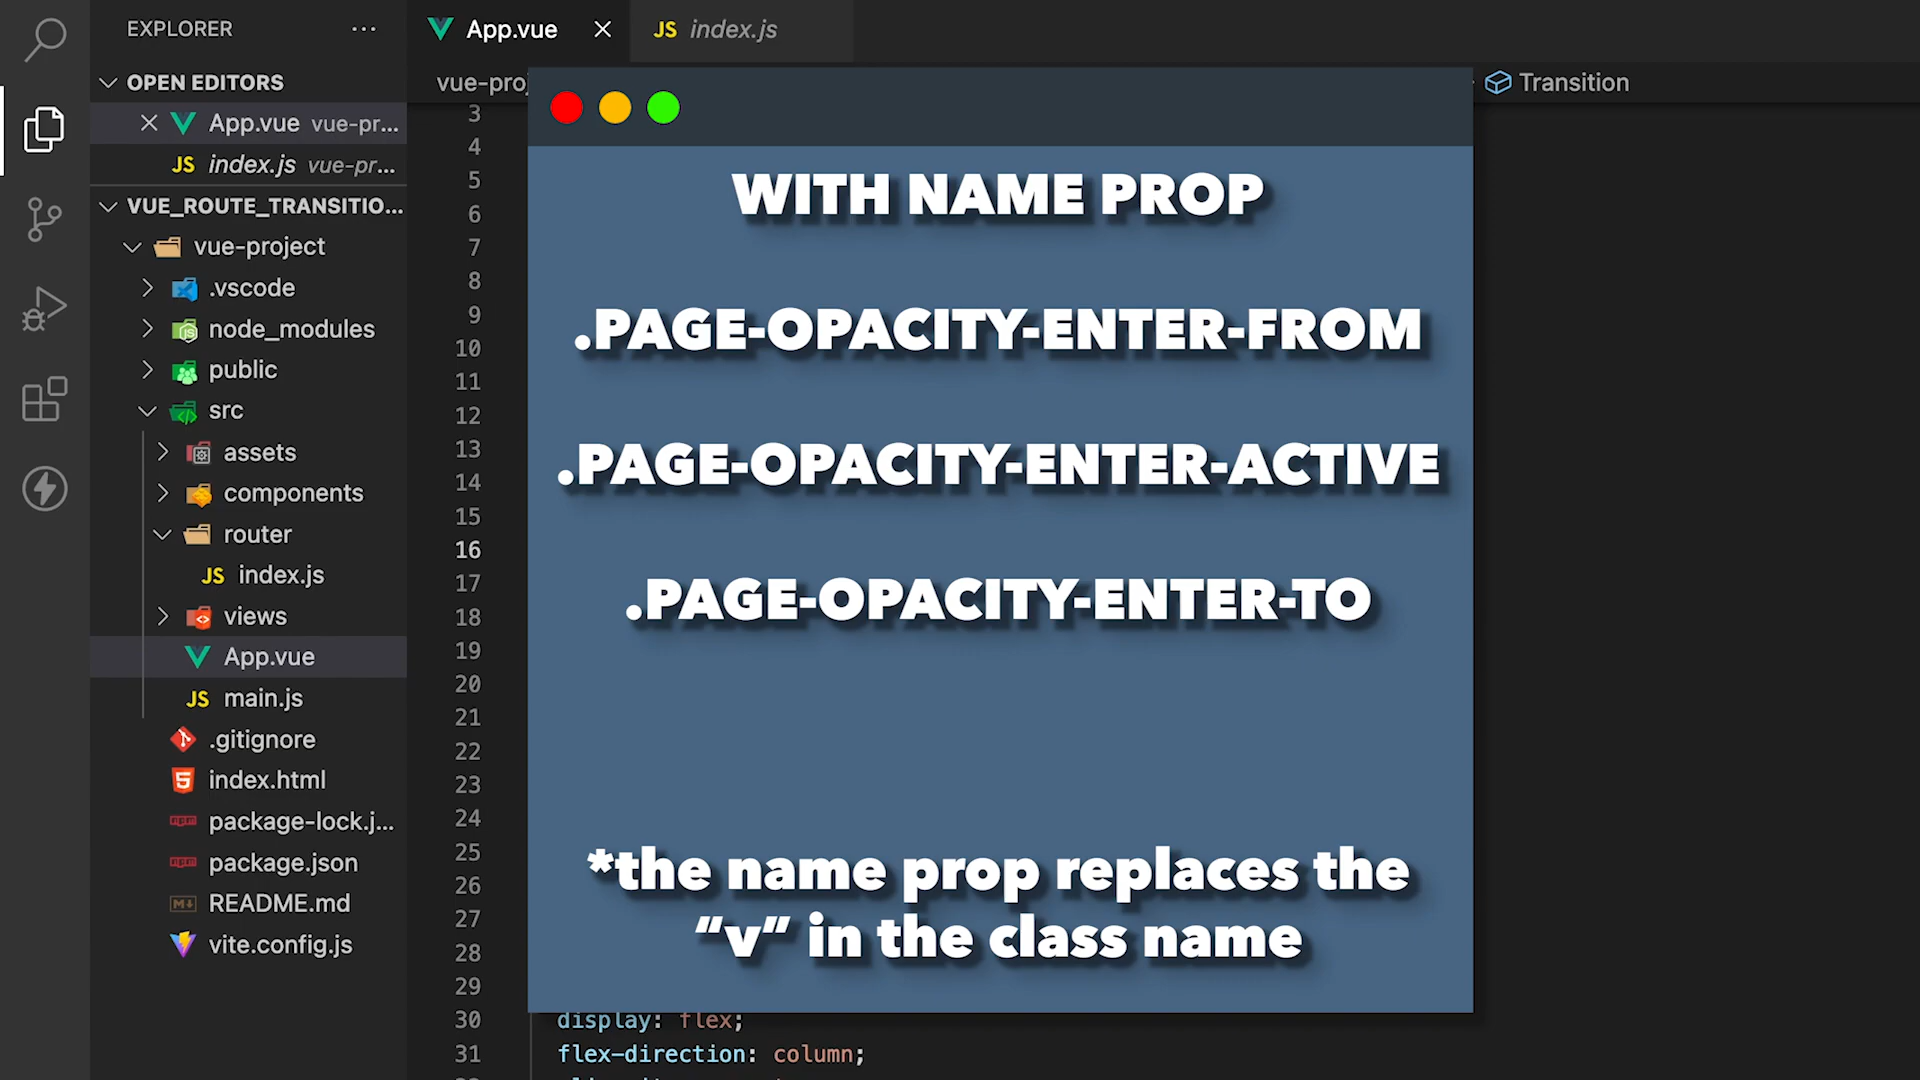 EXPLORER
OPEN EDITORS
App.vue vue-pr...
JS index.js vue-pr...
VUE_ROUTE_TRANSITIO...
vue-project
.vscode
node_modules
public
src
assets
components
router
JS index.js
views
App.vue
JS main.js
.gitignore
index.html
package-lock.j...
package.json
README.md
vite.config.js
App.vue
JS index.js
vue-proj
Transition
WITH NAME PROP
.PAGE-OPACITY-ENTER-FROM
.PAGE-OPACITY-ENTER-ACTIVE
.PAGE-OPACITY-ENTER-TO
*the name prop replaces the
“v” in the class name
3
4
5
6
7
8
9
10
11
12
13
14
15
16
17
18
19
20
21
22
23
24
25
26
27
28
29
30 display: flex;
31 flex-direction: column;